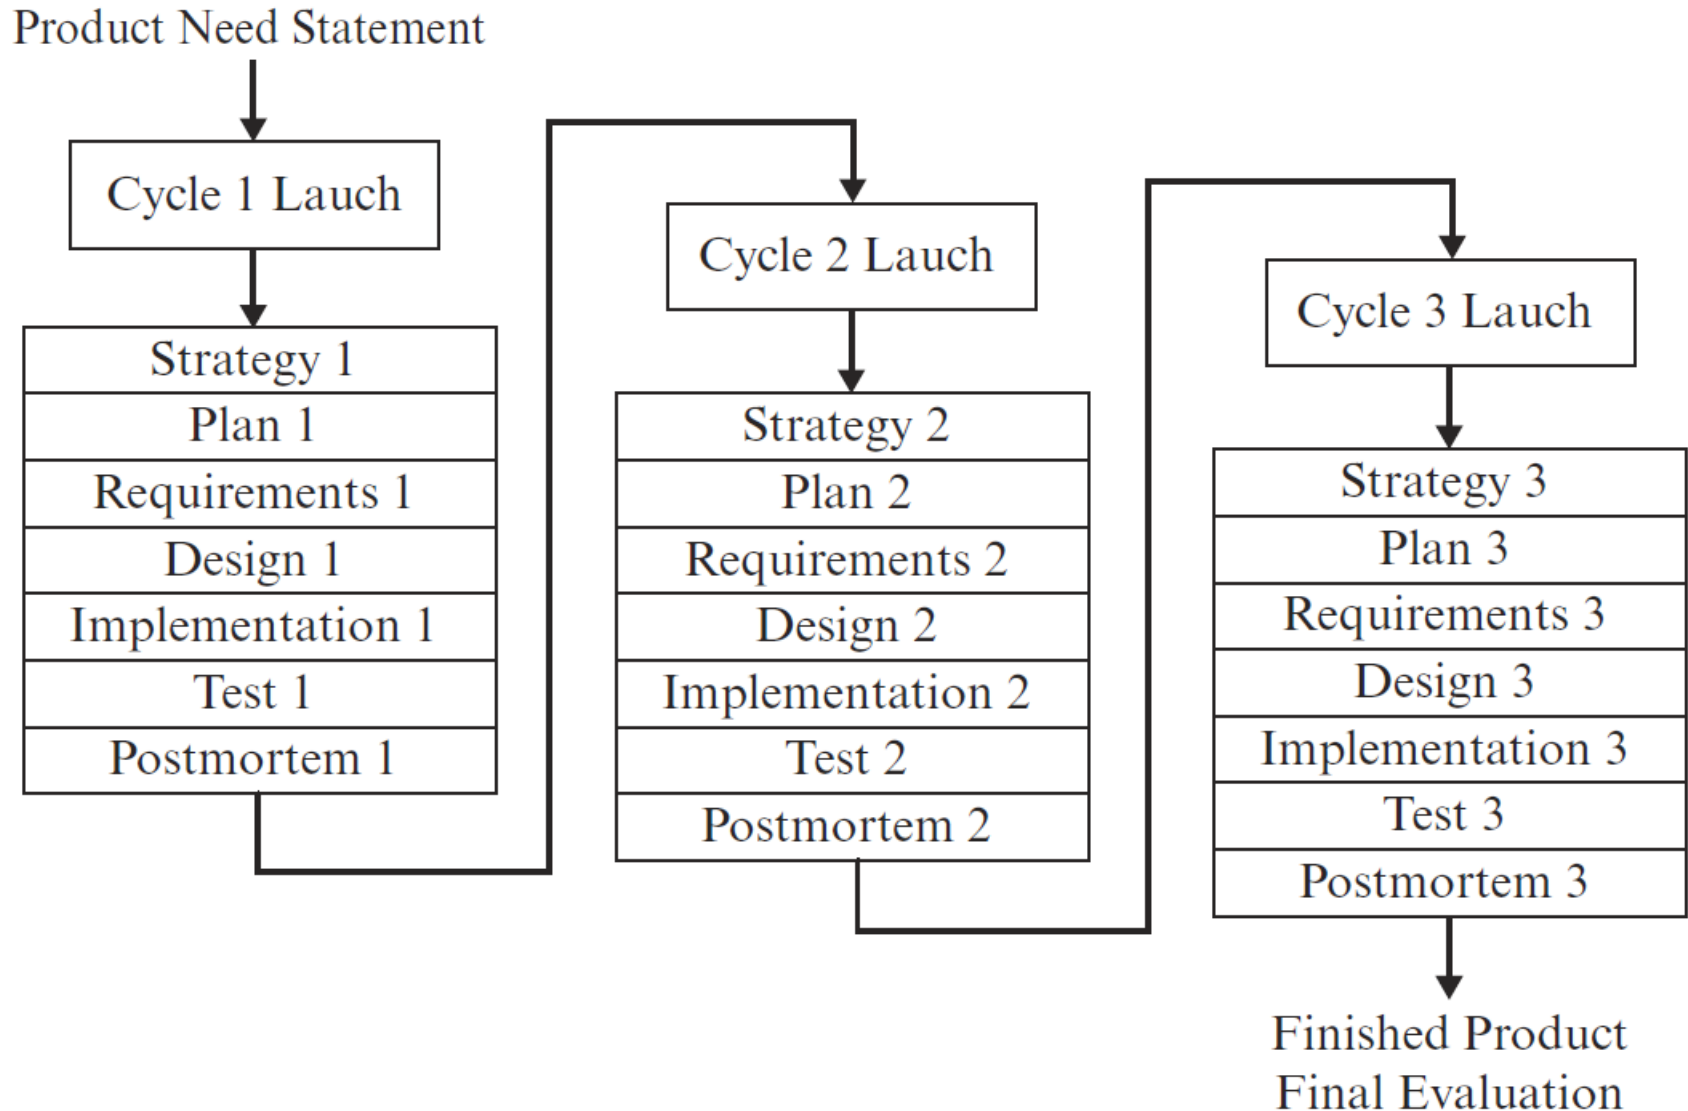 Product Need Statement
Cycle 1 Lauch
Strategy 1
Plan 1
Requirements 1
Design 1
Implementation 1
Test 1
Postmortem 1
Cycle 2 Lauch
Strategy 2
Plan 2
Requirements 2
Design 2
Implementation 2
Test 2
Postmortem 2
Cycle 3 Lauch
Strategy 3
Plan 3
Requirements 3
Design 3
Implementation 3
Test 3
Postmortem 3
Finished Product
Final Evaluation